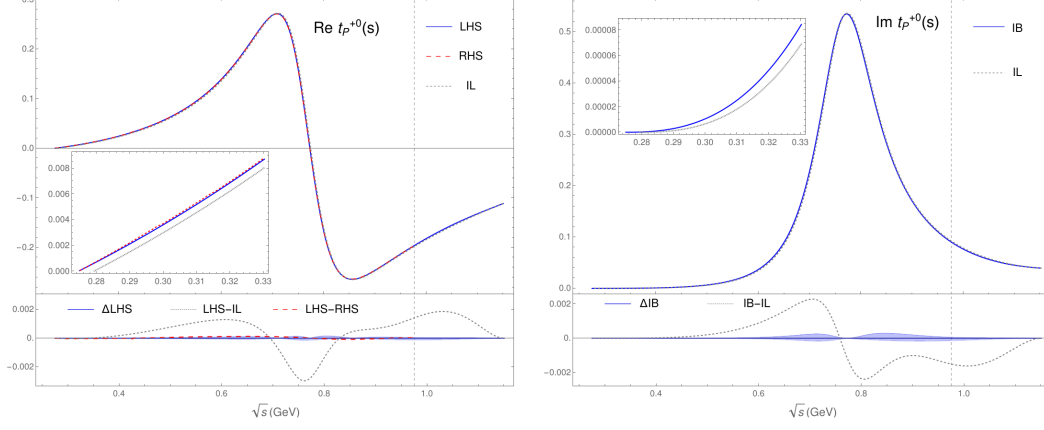 0.3
0.2
0.1
0.0
-0.1
-0.2
Re t_P^{+0}(s)
LHS
RHS
IL
0.008
0.006
0.004
0.002
0.000
0.28 0.29 0.30 0.31 0.32 0.33
ΔLHS LHS-IL LHS-RHS
0.002
0
-0.002
0.4 0.6 0.8 1.0
√s (GeV)
0.5
0.4
0.3
0.2
0.1
0.0
Im t_P^{+0}(s)
IB
IL
0.00008
0.00006
0.00004
0.00002
0.00000
0.28 0.29 0.30 0.31 0.32 0.33
ΔIB IB-IL
0.002
0
-0.002
0.4 0.6 0.8 1.0
√s (GeV)